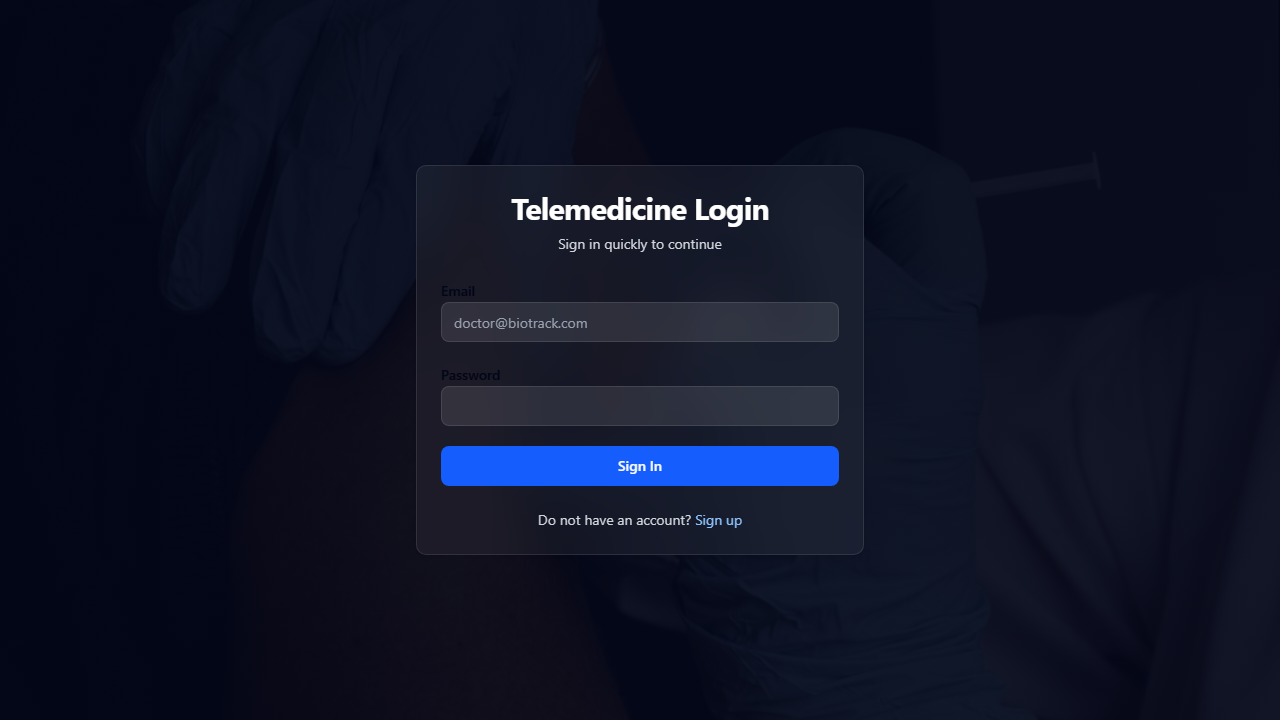 Telemedicine Login
Sign in quickly to continue
Email
doctor@biotrack.com
Password
Sign In
Do not have an account? Sign up